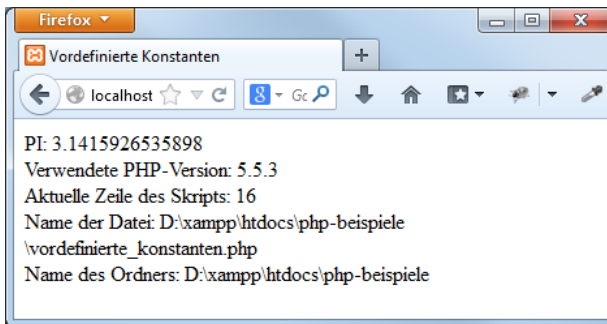 Firefox
Vordefinierte Konstanten
localhost
PI: 3.1415926535898
Verwendete PHP-Version: 5.5.3
Aktuelle Zeile des Skripts: 16
Name der Datei: D:\xampp\htdocs\php-beispiele
\vordefinierte_konstanten.php
Name des Ordners: D:\xampp\htdocs\php-beispiele